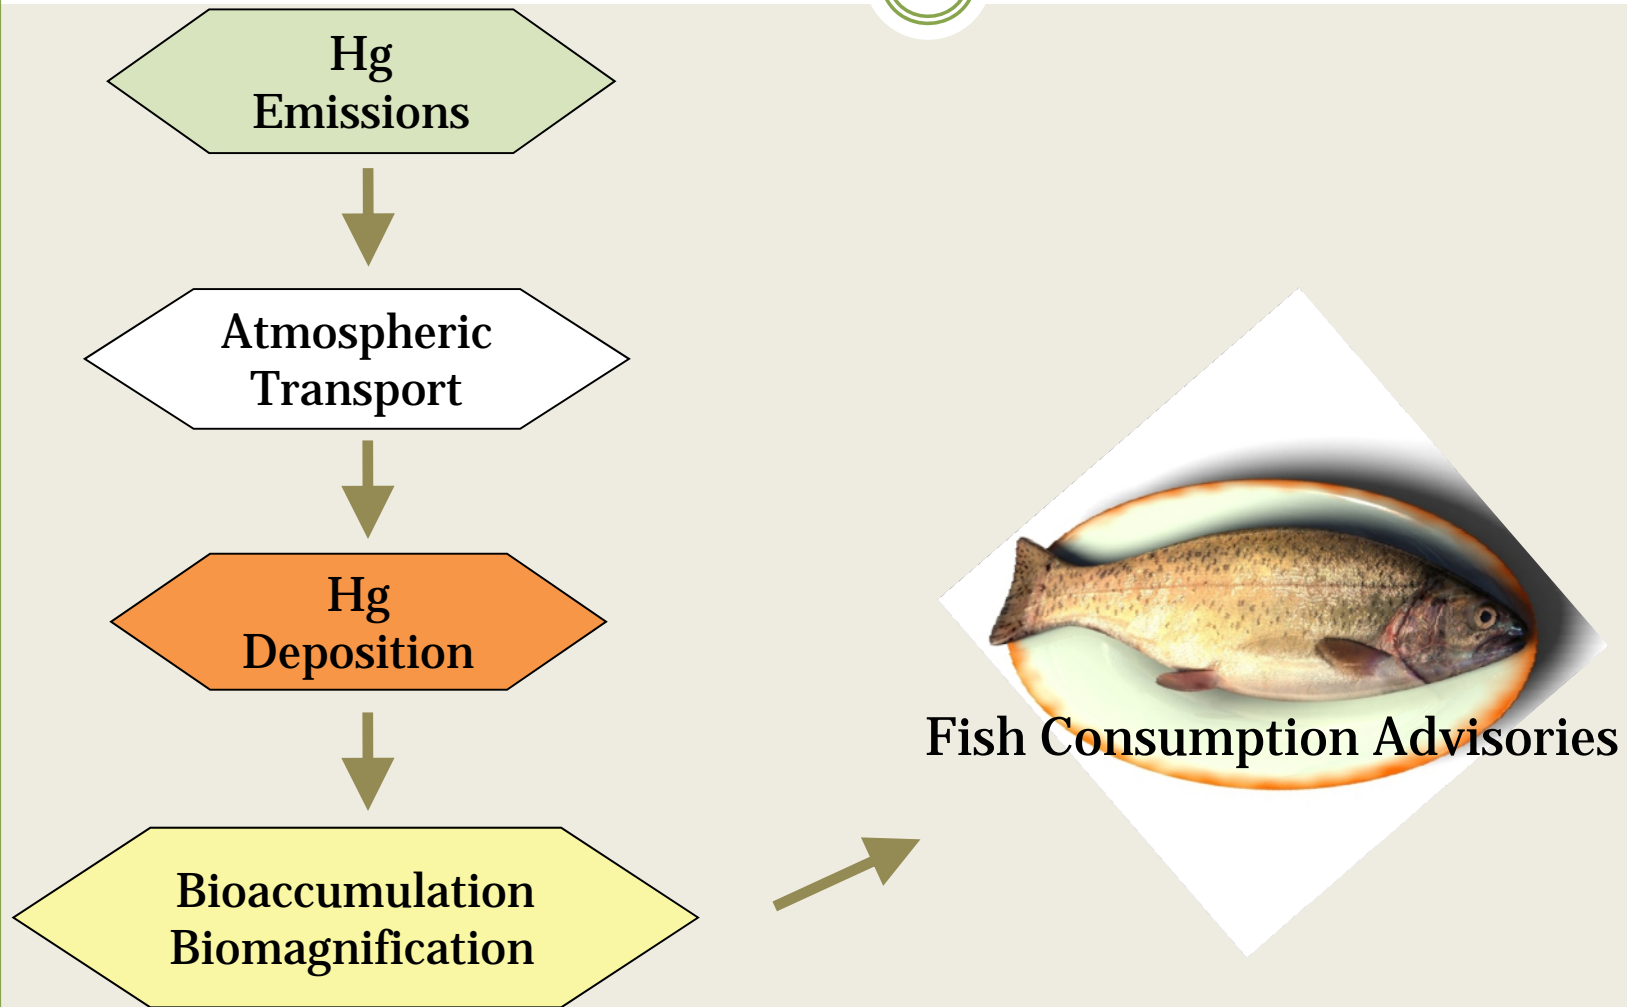 Hg
Emissions
Atmospheric
Transport
Hg
Deposition
Bioaccumulation
Biomagnification
Fish Consumption Advisories